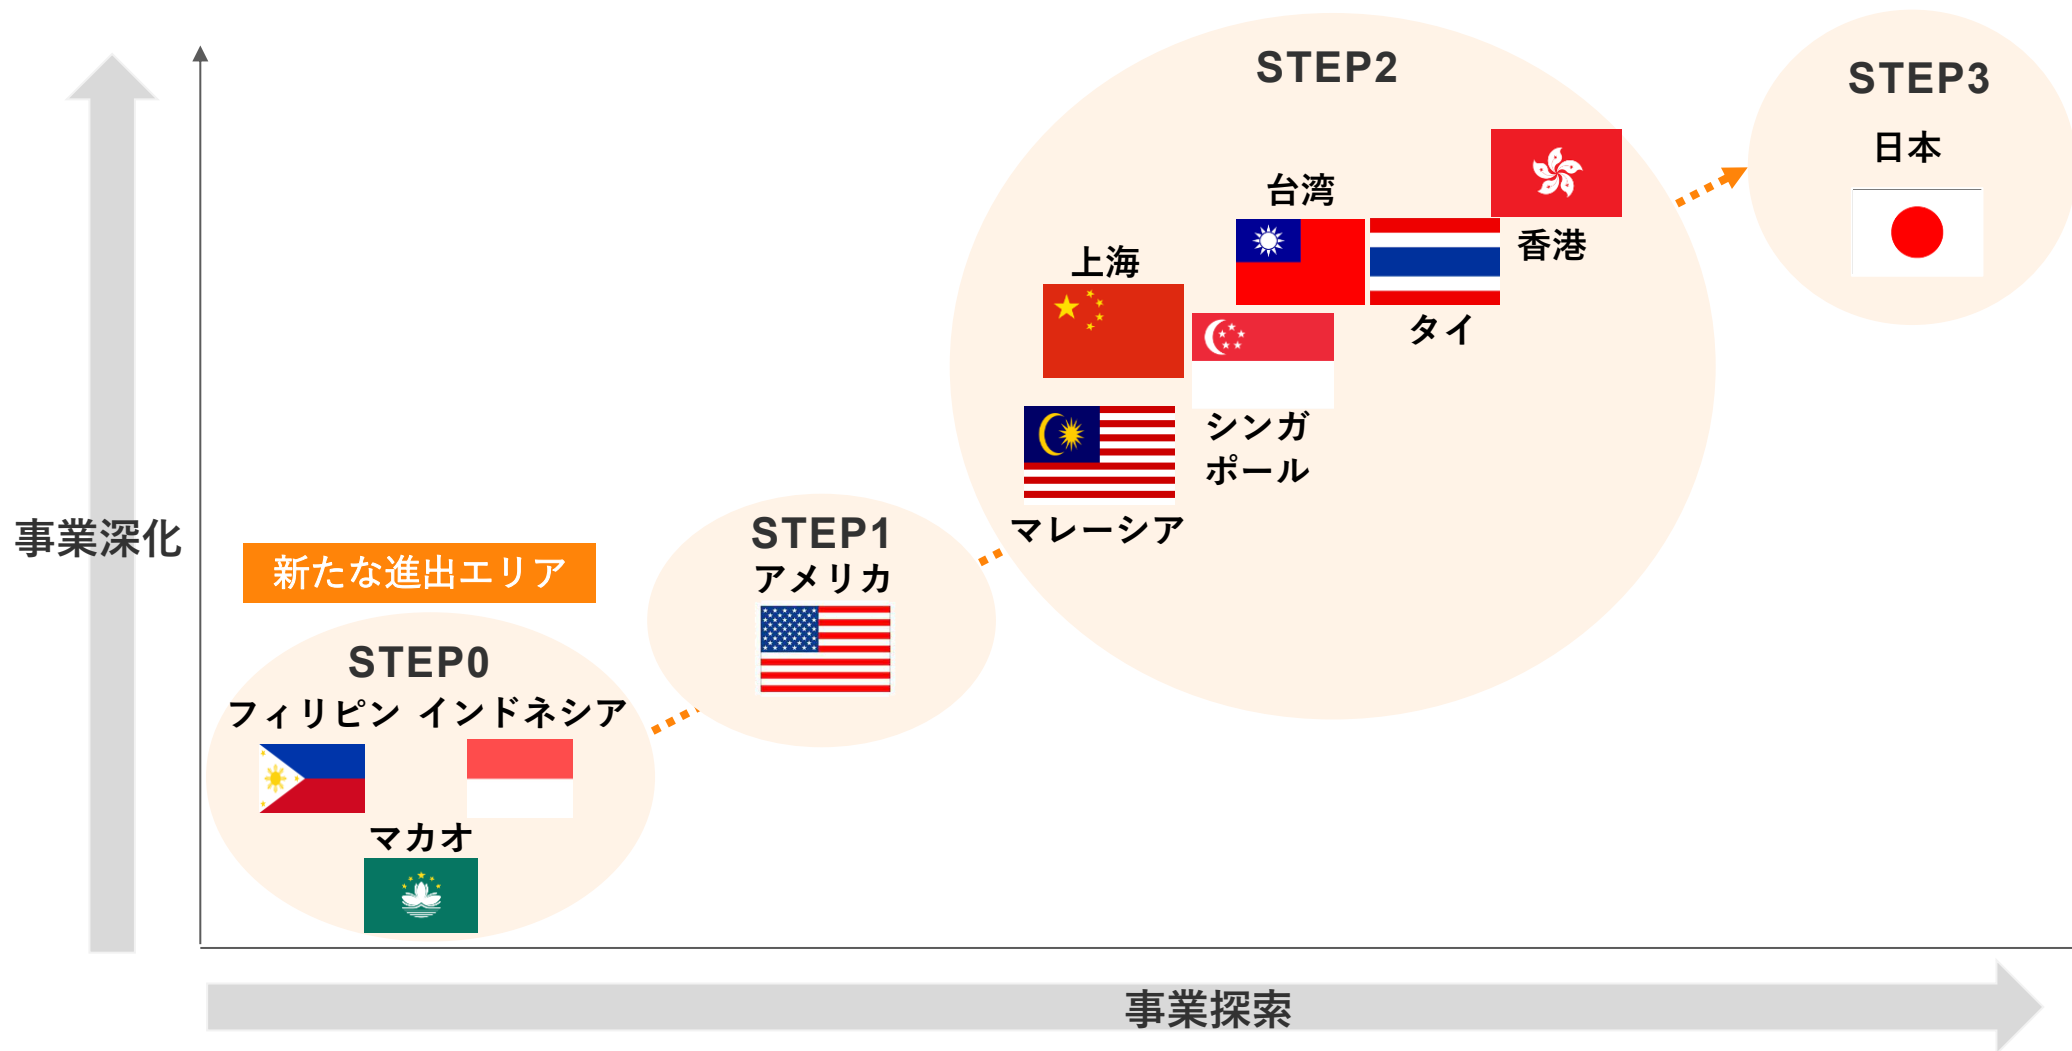 STEP2
STEP3
日本
台湾
香港
上海
タイ
シンガ
ポール
マレーシア
STEP1
アメリカ
事業深化
新たな進出エリア
STEP0
フィリピン インドネシア
マカオ
事業探索